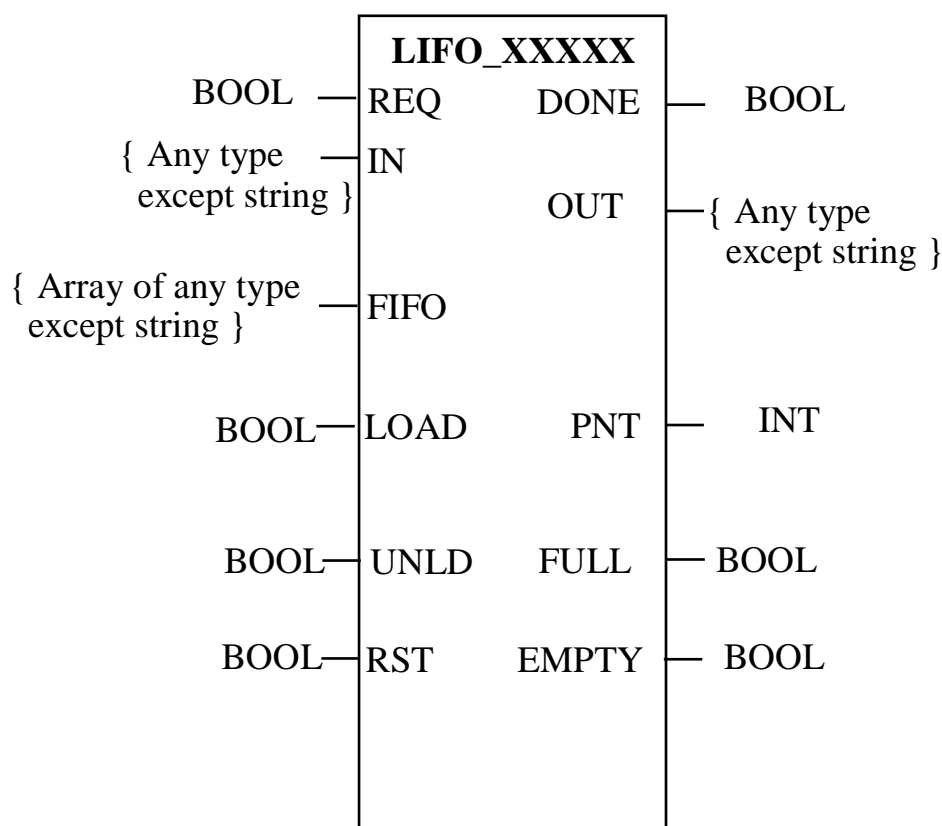 LIFO_XXXXX
BOOL REQ DONE BOOL
{ Any type
except string }
IN
OUT
{ Any type
except string }
{ Array of any type
except string }
FIFO
BOOL LOAD PNT INT
BOOL UNLD FULL BOOL
BOOL RST EMPTY BOOL